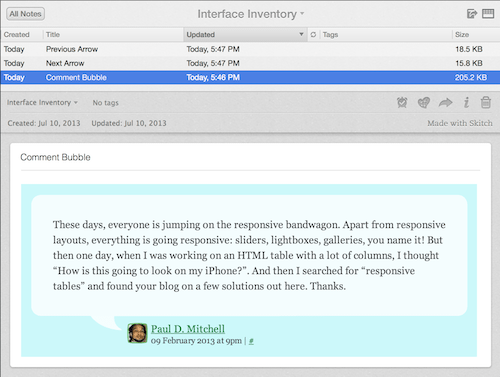 All Notes
Interface Inventory
Created Title Updated Tags Size
Today Previous Arrow Today, 5:47 PM 18.5 KB
Today Next Arrow Today, 5:47 PM 15.8 KB
Today Comment Bubble Today, 5:46 PM 205.2 KB
Interface Inventory No tags
Created: Jul 10, 2013 Updated: Jul 10, 2013 Made with Skitch
Comment Bubble
These days, everyone is jumping on the responsive bandwagon. Apart from responsive
layouts, everything is going responsive: sliders, lightboxes, galleries, you name it! But
then one day, when I was working on an HTML table with a lot of columns, I thought
“How is this going to look on my iPhone?”. And then I searched for “responsive
tables” and found your blog on a few solutions out here. Thanks.
Paul D. Mitchell
09 February 2013 at 9pm | #